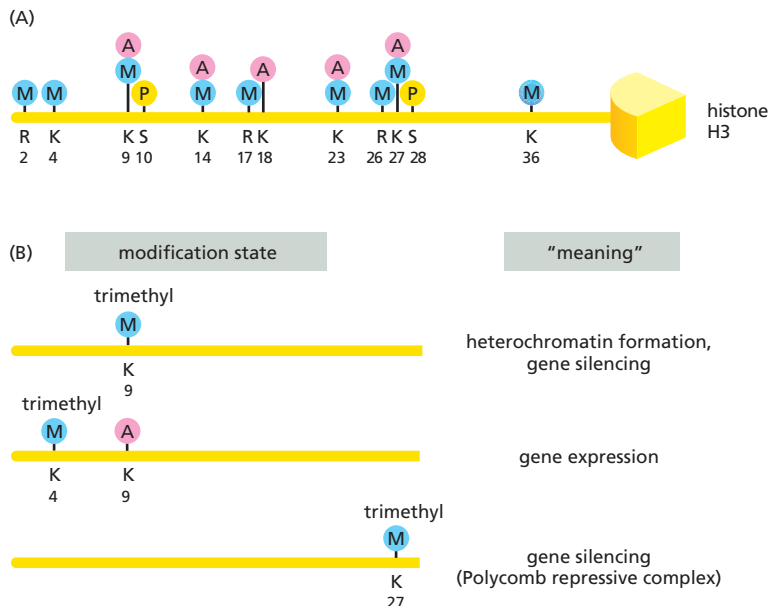 (A)
A A
M A A M
M M P M M M M P M
R K K S K R K K R K S K
2 4 9 10 14 17 18 23 26 27 28 36
histone
H3
(B) modification state "meaning"
trimethyl
M
K
9
heterochromatin formation,
gene silencing
trimethyl
M A
K K
4 9
gene expression
trimethyl
M
K
27
gene silencing
(Polycomb repressive complex)